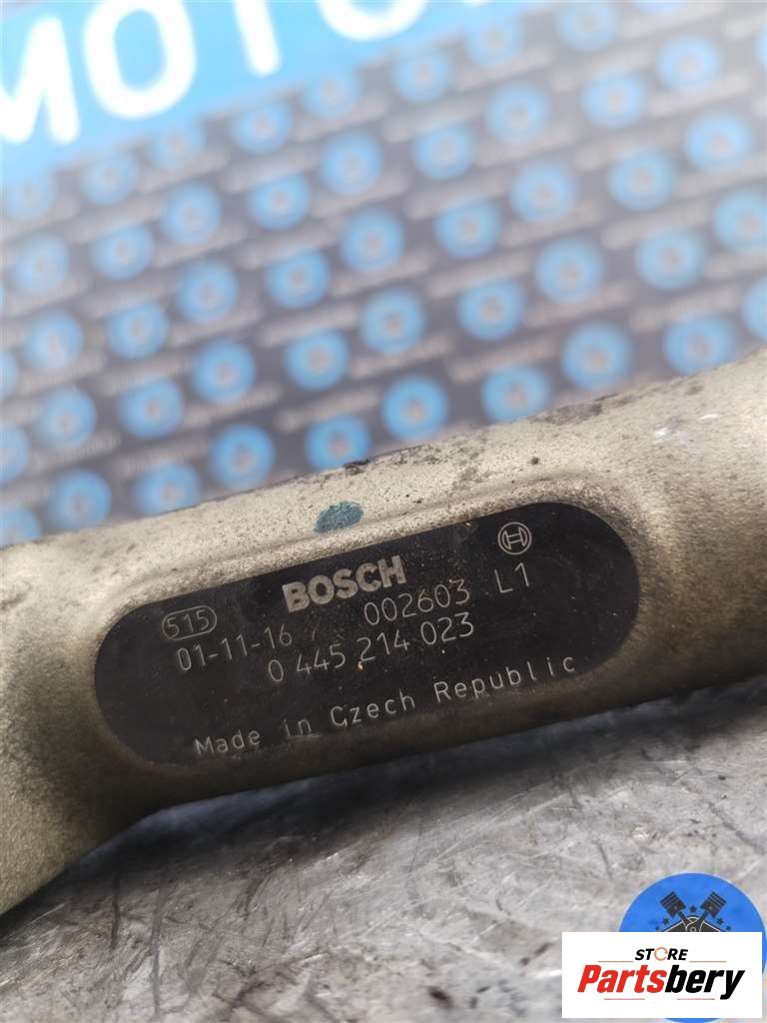 MOTO
BOSCH
515
01-11-16 002603 L1
0 445 214 023
Made in Czech Republic
STORE
Partsbery